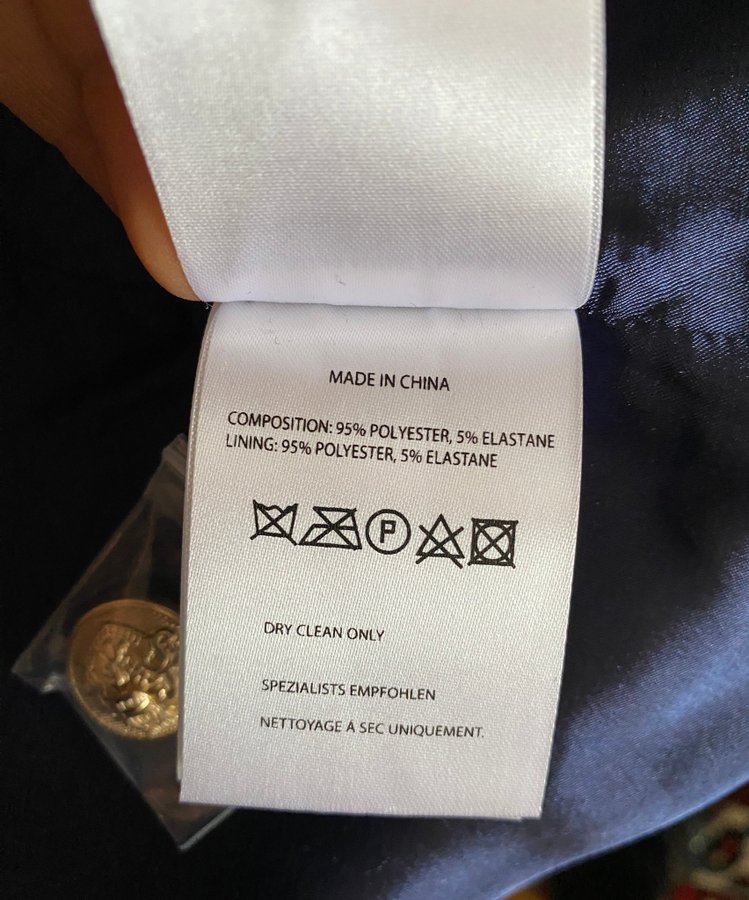 MADE IN CHINA
COMPOSITION: 95% POLYESTER, 5% ELASTANE
LINING: 95% POLYESTER, 5% ELASTANE
P
DRY CLEAN ONLY
SPEZIALISTS EMPFOHLEN
NETTOYAGE À SEC UNIQUEMENT.